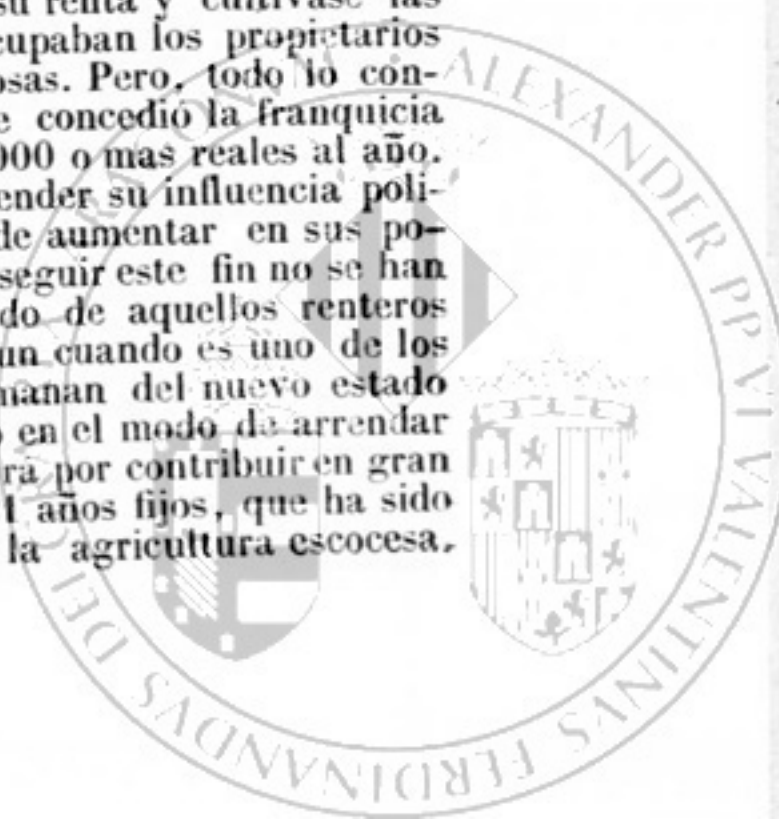 su renta y cultivase las
cupaban los propietarios
osas. Pero, todo lo con-
e concedió la franquicia
000 o mas reales al año.
ender su influencia poli-
de aumentar en sus po-
seguir este fin no se han
do de aquellos renteros
un cuando es uno de los
manan del nuevo estado
o en el modo de arrendar
ra por contribuir en gran
1 años fijos, que ha sido
la agricultura escocesa.
ALEXANDER PP VI VALENTINVS FERDINANDVS DEI